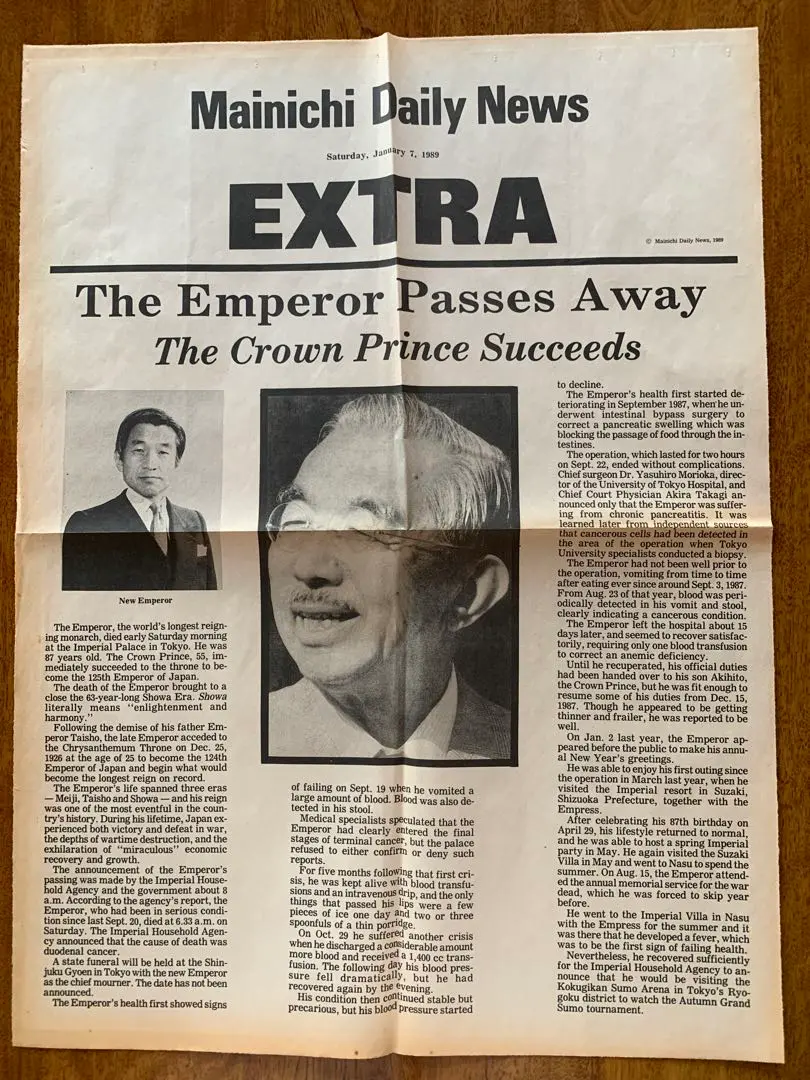 Mainichi Daily News
Saturday, January 7, 1989
EXTRA
© Mainichi Daily News, 1989
The Emperor Passes Away
The Crown Prince Succeeds
New Emperor
The Emperor, the world's longest reign-
ing monarch, died early Saturday morning
at the Imperial Palace in Tokyo. He was
87 years old. The Crown Prince, 55, im-
mediately succeeded to the throne to be-
come the 125th Emperor of Japan.
The death of the Emperor brought to a
close the 63-year-long Showa Era. Showa
literally means "enlightenment and
harmony."
Following the demise of his father Em-
peror Taisho, the late Emperor acceded to
the Chrysanthemum Throne on Dec. 25,
1926 at the age of 25 to become the 124th
Emperor of Japan and begin what would
become the longest reign on record.
The Emperor's life spanned three eras
— Meiji, Taisho and Showa — and his reign
was one of the most eventful in the coun-
try's history. During his lifetime, Japan ex-
perienced both victory and defeat in war,
the depths of wartime destruction, and the
exhilaration of "miraculous" economic
recovery and growth.
The announcement of the Emperor's
passing was made by the Imperial House-
hold Agency and the government about 8
a.m. According to the agency's report, the
Emperor, who had been in serious condi-
tion since last Sept. 20, died at 6.33 a.m. on
Saturday. The Imperial Household Agen-
cy announced that the cause of death was
duodenal cancer.
A state funeral will be held at the Shin-
juku Gyoen in Tokyo with the new Emperor
as the chief mourner. The date has not been
announced.
The Emperor's health first showed signs
of failing on Sept. 19 when he vomited a
large amount of blood. Blood was also de-
tected in his stool.
Medical specialists speculated that the
Emperor had clearly entered the final
stages of terminal cancer, but the palace
refused to either confirm or deny such
reports.
For five months following that first cri-
sis, he was kept alive with blood transfu-
sions and an intravenous drip, and the only
things that passed his lips were a few
pieces of ice one day and two or three
spoonfuls of a thin porridge.
On Oct. 29 he suffered another crisis
when he discharged a considerable amount
more blood and received a 1,400 cc trans-
fusion. The following day his blood pres-
sure fell dramatically, but he had
recovered again by the evening.
His condition then continued stable but
precarious, but his blood pressure started
to decline.
The Emperor's health first started de-
teriorating in September 1987, when he un-
derwent intestinal bypass surgery to
correct a pancreatic swelling which was
blocking the passage of food through the in-
testines.
The operation, which lasted for two hours
on Sept. 22, ended without complications.
Chief surgeon Dr. Yasuhiro Morioka, direc-
tor of the University of Tokyo Hospital, and
Chief Court Physician Akira Takagi an-
nounced only that the Emperor was suffer-
ing from chronic pancreatitis. It was
learned later from independent sources
that cancerous cells had been detected in
the area of the operation when Tokyo
University specialists conducted a biopsy.
The Emperor had not been well prior to
the operation, vomiting from time to time
after eating ever since around Sept. 3, 1987.
From Aug. 23 of that year, blood was peri-
odically detected in his vomit and stool,
clearly indicating a cancerous condition.
The Emperor left the hospital about 15
days later, and seemed to recover satisfac-
torily, requiring only one blood transfusion
to correct an anemic deficiency.
Until he recuperated, his official duties
had been handed over to his son Akihito,
the Crown Prince, but he was fit enough to
resume some of his duties from Dec. 15,
1987. Though he appeared to be getting
thinner and frailer, he was reported to be
well.
On Jan. 2 last year, the Emperor ap-
peared before the public to make his annu-
al New Year's greetings.
He was able to enjoy his first outing since
the operation in March last year, when he
visited the Imperial resort in Suzaki,
Shizuoka Prefecture, together with the
Empress.
After celebrating his 87th birthday on
April 29, his lifestyle returned to normal,
and he was able to host a spring Imperial
party in May. He again visited the Suzaki
Villa in May and went to Nasu to spend the
summer. On Aug. 15, the Emperor attend-
ed the annual memorial service for the war
dead, which he was forced to skip year
before.
He went to the Imperial Villa in Nasu
with the Empress for the summer and it
was there that he developed a fever, which
was to be the first sign of failing health.
Nevertheless, he recovered sufficiently
for the Imperial Household Agency to an-
nounce that he would be visiting the
Kokugikan Sumo Arena in Tokyo's Ryo-
goku district to watch the Autumn Grand
Sumo tournament.